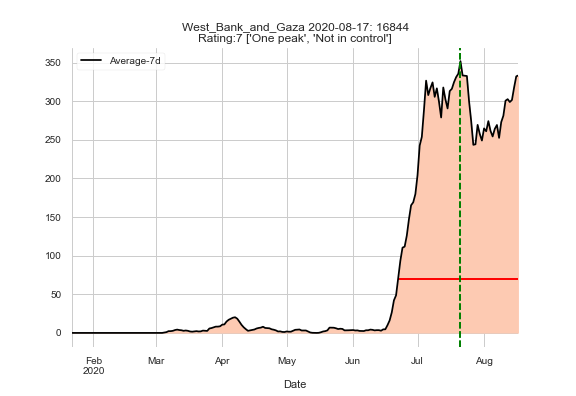 West_Bank_and_Gaza 2020-08-17: 16844
Rating:7 ['One peak', 'Not in control']
Average-7d
350
300
250
200
150
100
50
0
Feb Mar Apr May Jun Jul Aug
2020
Date